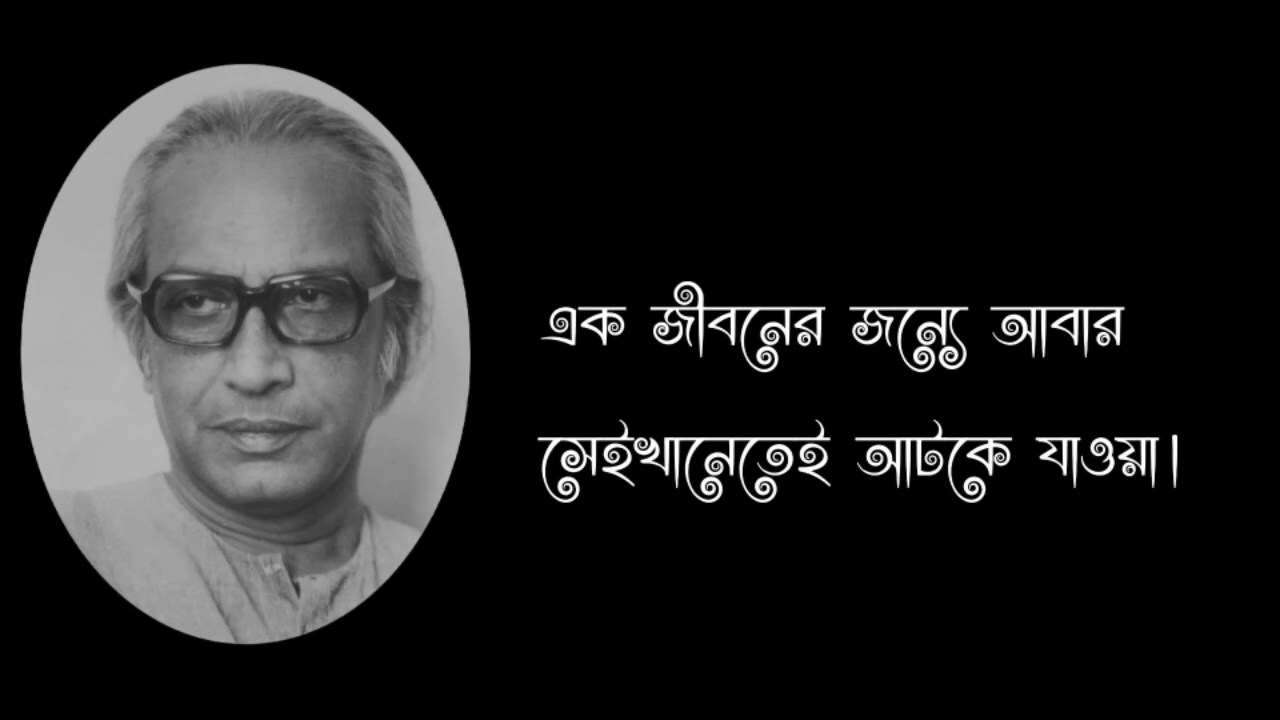 এক জীবনের জন্যে আবার
সেইখানেতেই আটকে যাওয়া।